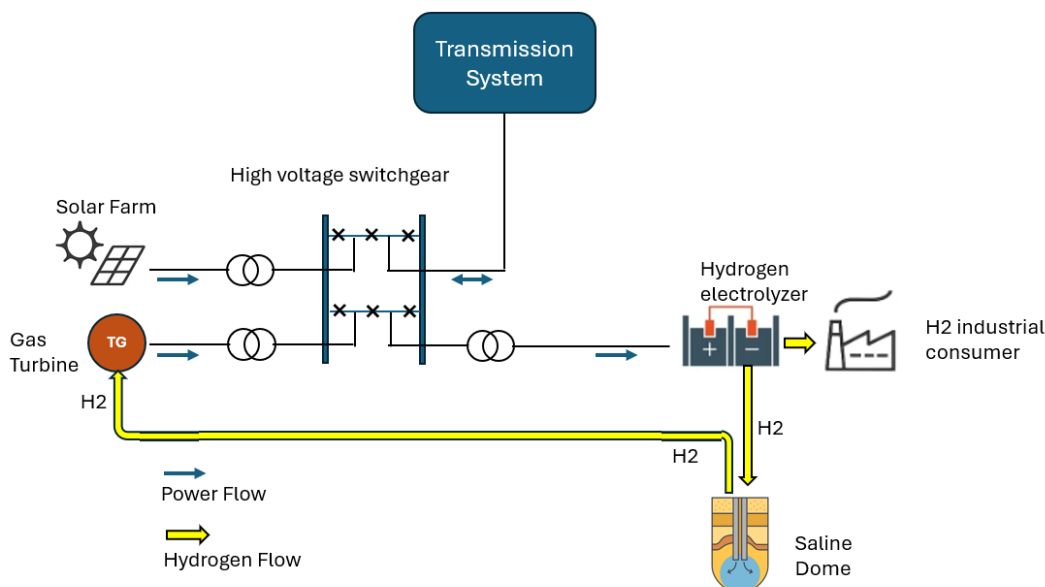 Transmission
System
High voltage switchgear
Solar Farm
Hydrogen
electrolyzer
Gas
Turbine
TG
H2 industrial
consumer
+
−
H2
H2
H2
Power Flow
Hydrogen Flow
Saline
Dome